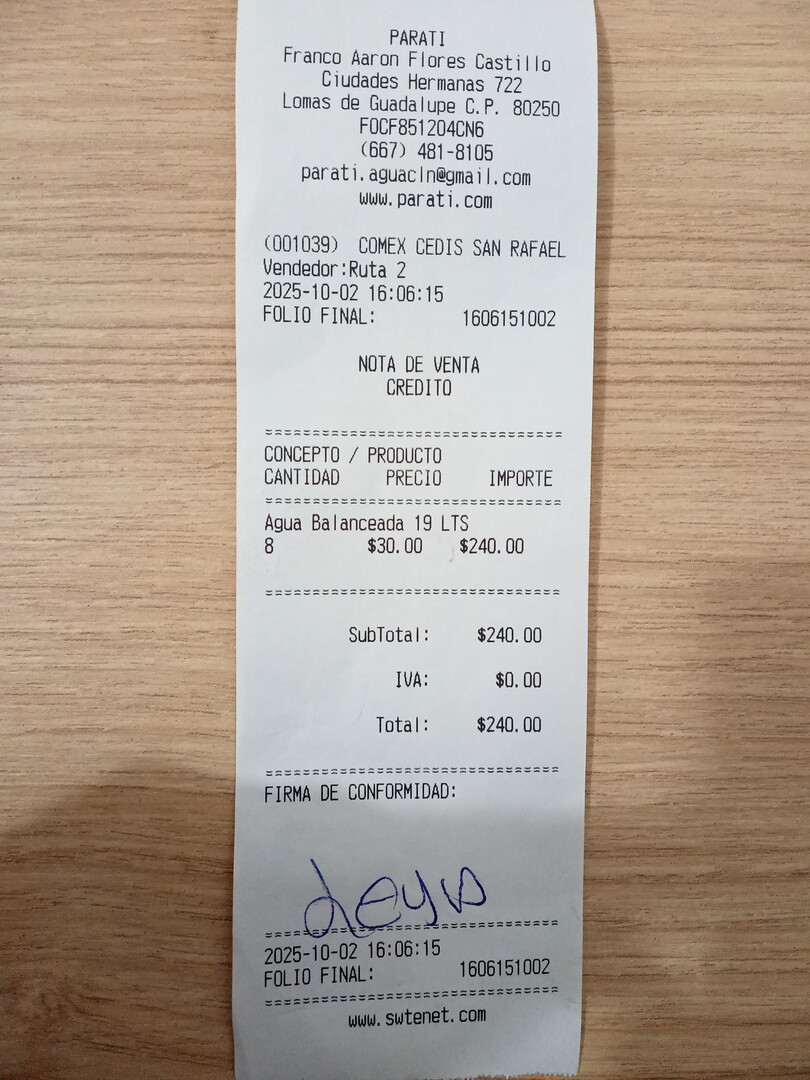 PARATI
Franco Aaron Flores Castillo
Ciudades Hermanas 722
Lomas de Guadalupe C.P. 80250
FOCF851204CN6
(667) 481-8105
parati.aguacln@gmail.com
www.parati.com
(001039) COMEX CEDIS SAN RAFAEL
Vendedor:Ruta 2
2025-10-02 16:06:15
FOLIO FINAL: 1606151002
NOTA DE VENTA
CREDITO
CONCEPTO / PRODUCTO
CANTIDAD PRECIO IMPORTE
Agua Balanceada 19 LTS
8 $30.00 $240.00
SubTotal: $240.00
IVA: $0.00
Total: $240.00
FIRMA DE CONFORMIDAD:
2025-10-02 16:06:15
FOLIO FINAL: 1606151002
www.swtenet.com